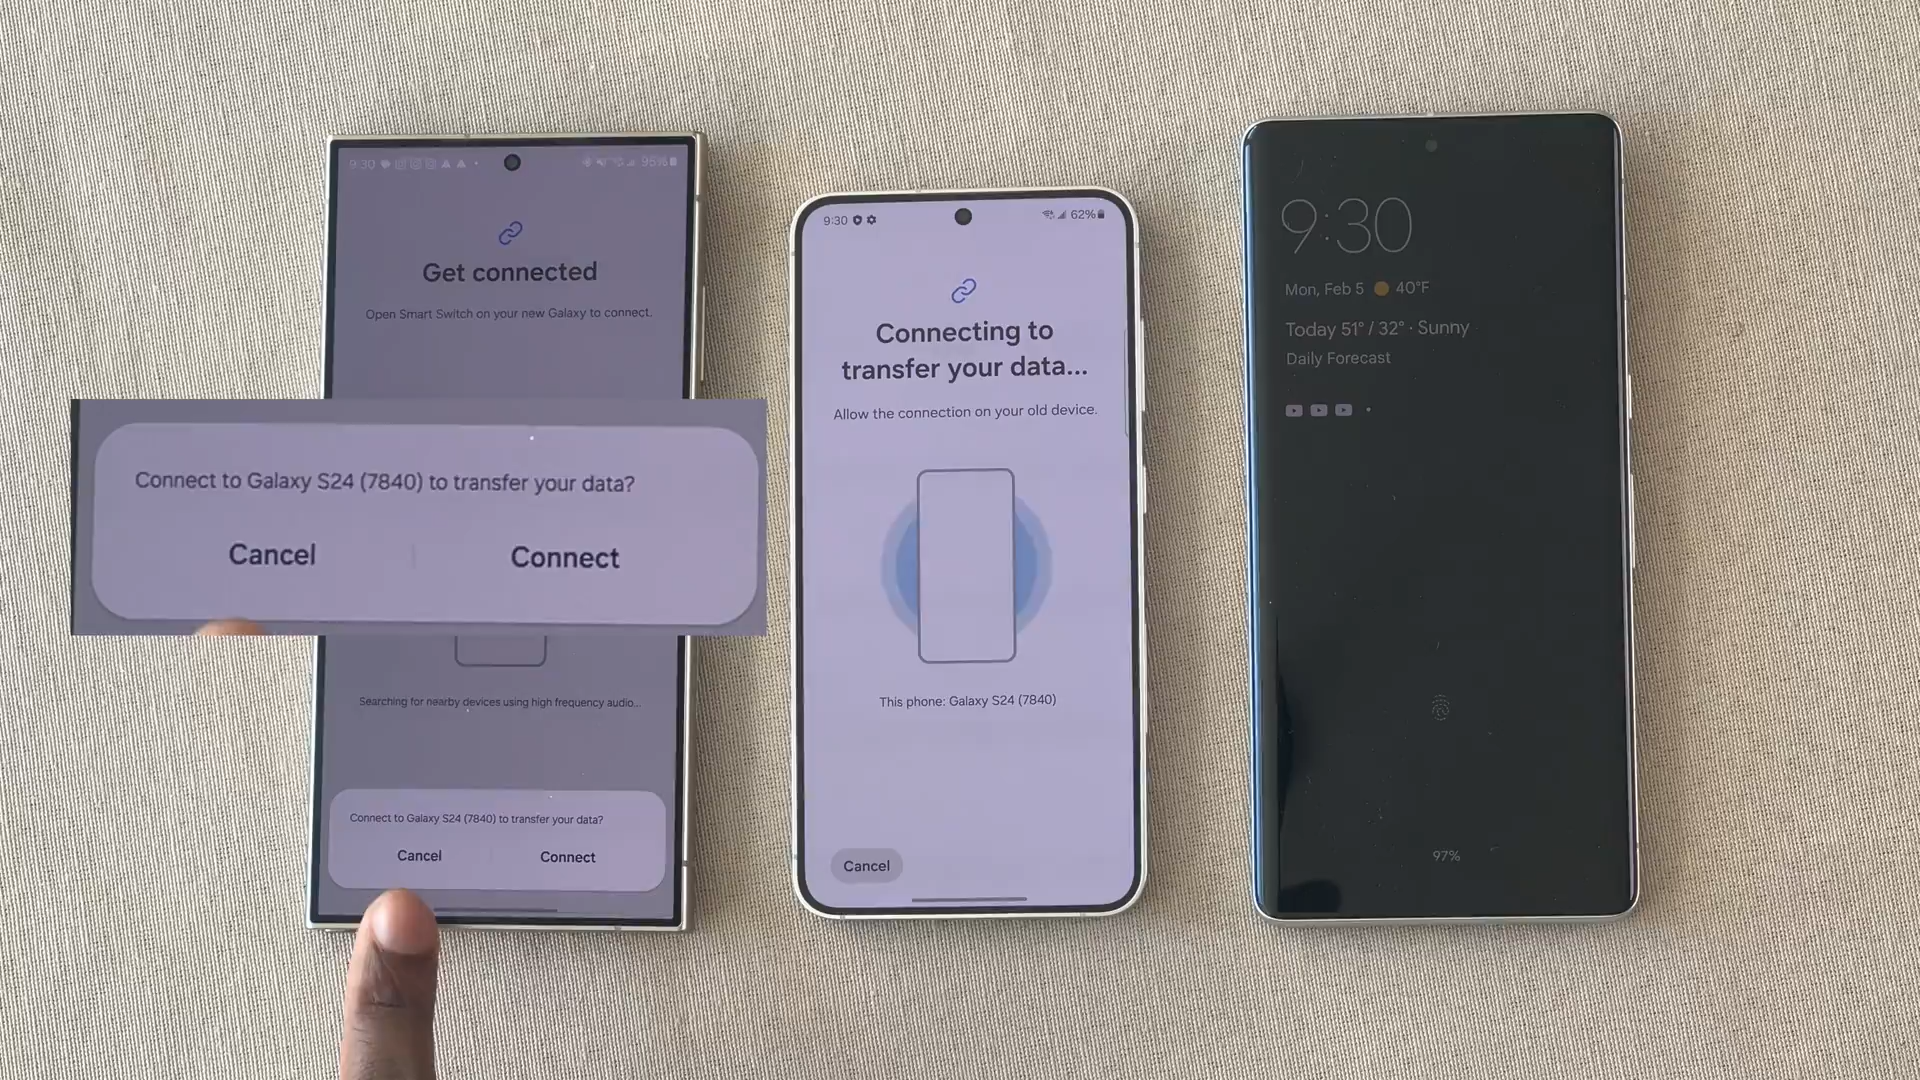 9:30
95%
Get connected
Open Smart Switch on your new Galaxy to connect.
Connect to Galaxy S24 (7840) to transfer your data?
Cancel
Connect
Searching for nearby devices using high frequency audio...
Connect to Galaxy S24 (7840) to transfer your data?
Cancel
Connect
9:30
62%
Connecting to
transfer your data...
Allow the connection on your old device.
This phone: Galaxy S24 (7840)
Cancel
9:30
Mon, Feb 5 40°F
Today 51° / 32° · Sunny
Daily Forecast
97%